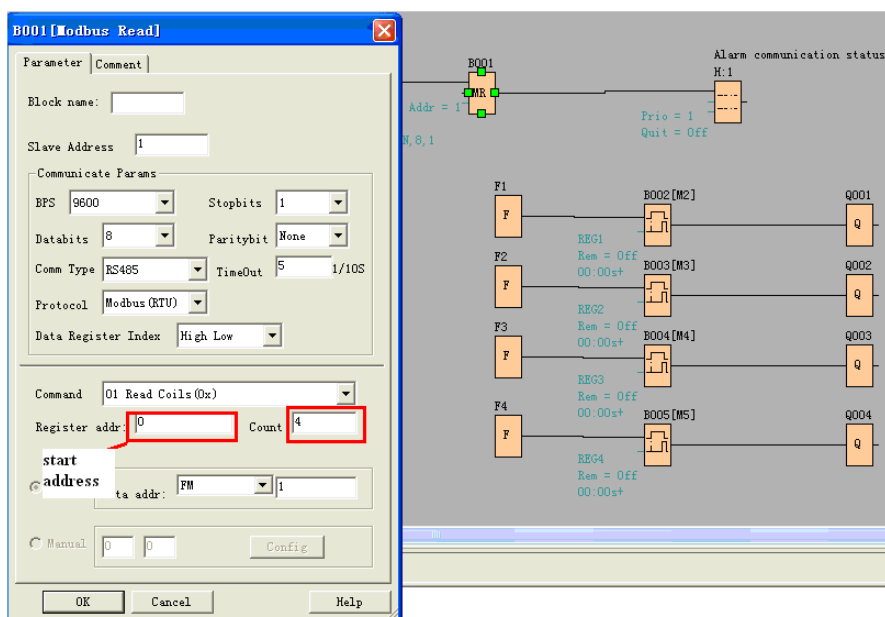 B001[Modbus Read]
Parameter
Comment
Block name:
Slave Address 1
Communicate Params
BPS 9600 Stopbits 1
Databits 8 Paritybit None
Comm Type RS485 TimeOut 5 1/10S
Protocol Modbus(RTU)
Data Register Index High Low
Command 01 Read Coils(0x)
Register addr: 0 Count 4
start
address
ta addr: FM 1
Manual 0 0 Config
OK Cancel Help
B001
MR
Addr = 1
N,8,1
Alarm communication status
H:1
Prio = 1
Quit = Off
F1
F
B002[M2]
REG1
Rem = Off
00:00s+
Q001
Q
F2
F
B003[M3]
REG2
Rem = Off
00:00s+
Q002
Q
F3
F
B004[M4]
REG3
Rem = Off
00:00s+
Q003
Q
F4
F
B005[M5]
REG4
Rem = Off
00:00s+
Q004
Q